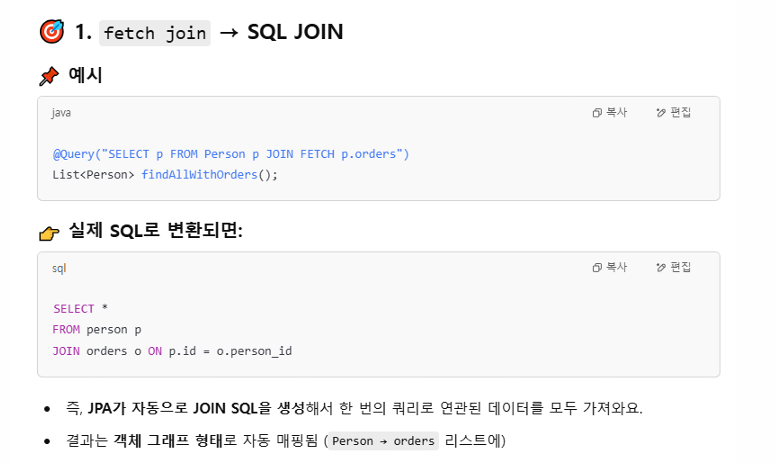 🎯 1. fetch join → SQL JOIN
📌 예시
java
복사
편집
@Query("SELECT p FROM Person p JOIN FETCH p.orders")
List<Person> findAllWithOrders();
👉 실제 SQL로 변환되면:
sql
복사
편집
SELECT *
FROM person p
JOIN orders o ON p.id = o.person_id
• 즉, JPA가 자동으로 JOIN SQL을 생성해서 한 번의 쿼리로 연관된 데이터를 모두 가져와요.
• 결과는 객체 그래프 형태로 자동 매핑됨 (Person → orders 리스트에)